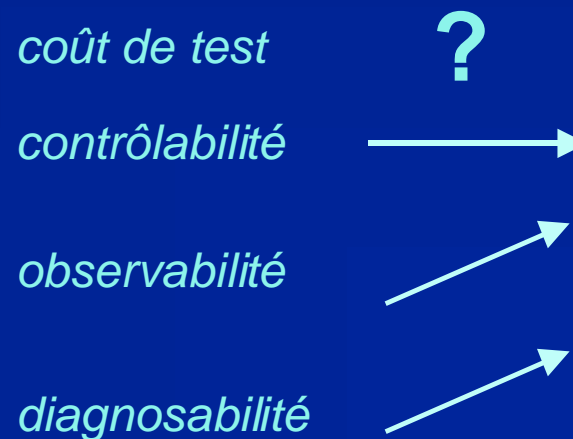 coût de test ?
contrôlabilité
observabilité
diagnosabilité